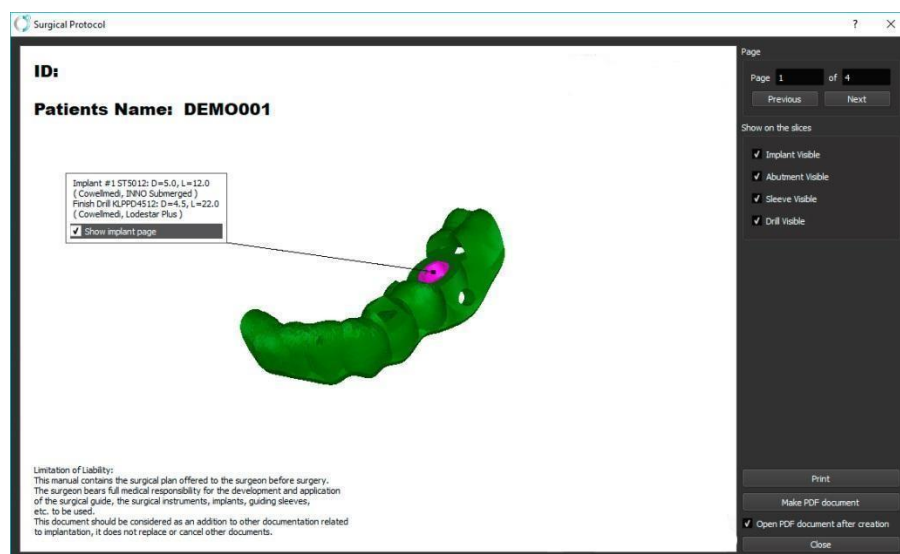 Surgical Protocol
? ×
ID:
Patients Name: DEMO001
Implant #1 ST5012: D=5.0, L=12.0
( Cowellmedi, INNO Submerged )
Finish Drill KLPPD4512: D=4.5, L=22.0
( Cowellmedi, Lodestar Plus )
Show implant page
Limitation of Liability:
This manual contains the surgical plan offered to the surgeon before surgery.
The surgeon bears full medical responsibility for the development and application
of the surgical guide, the surgical instruments, implants, guiding sleeves,
etc. to be used.
This document should be considered as an addition to other documentation related
to implantation, it does not replace or cancel other documents.
Page
Page 1 of 4
Previous Next
Show on the slices
Implant Visible
Abutment Visible
Sleeve Visible
Drill Visible
Print
Make PDF document
Open PDF document after creation
Close